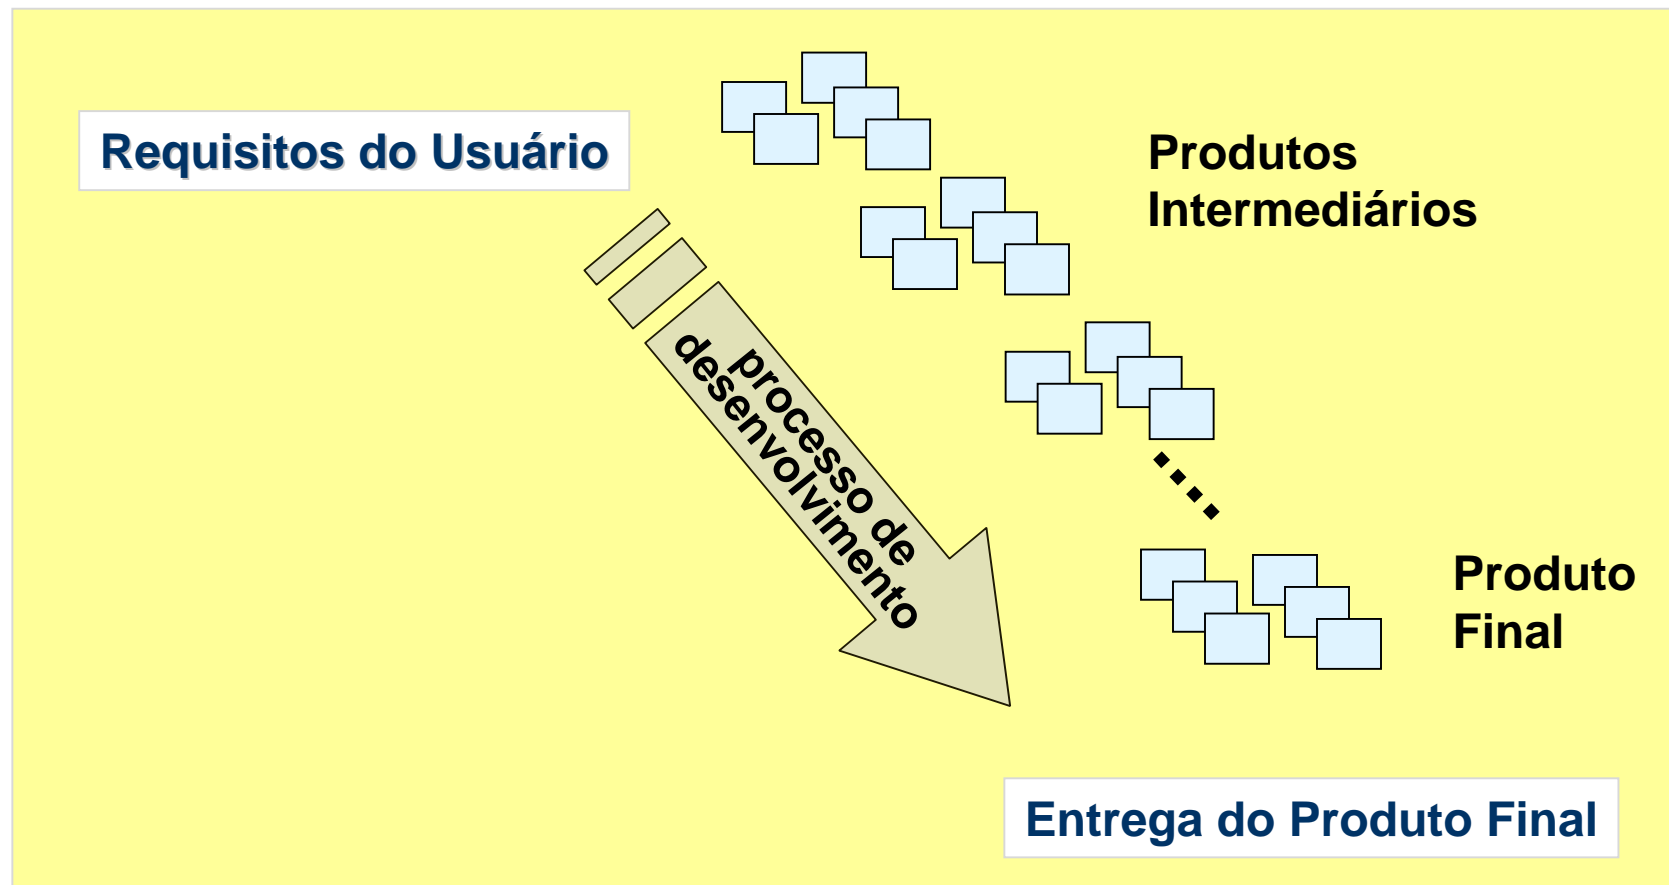 Requisitos do Usuário
Produtos
Intermediários
processo de
desenvolvimento
Produto
Final
Entrega do Produto Final